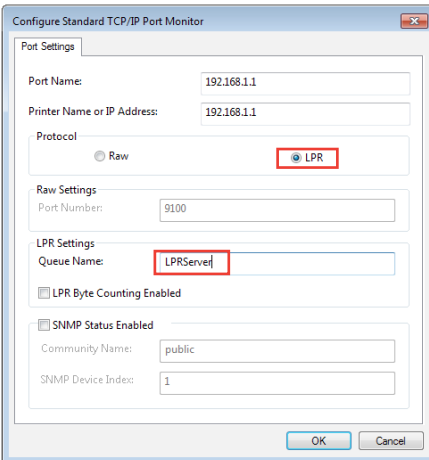 Configure Standard TCP/IP Port Monitor
Port Settings
Port Name: 192.168.1.1
Printer Name or IP Address: 192.168.1.1
Protocol
Raw LPR
Raw Settings
Port Number: 9100
LPR Settings
Queue Name: LPRServer
LPR Byte Counting Enabled
SNMP Status Enabled
Community Name: public
SNMP Device Index: 1
OK Cancel